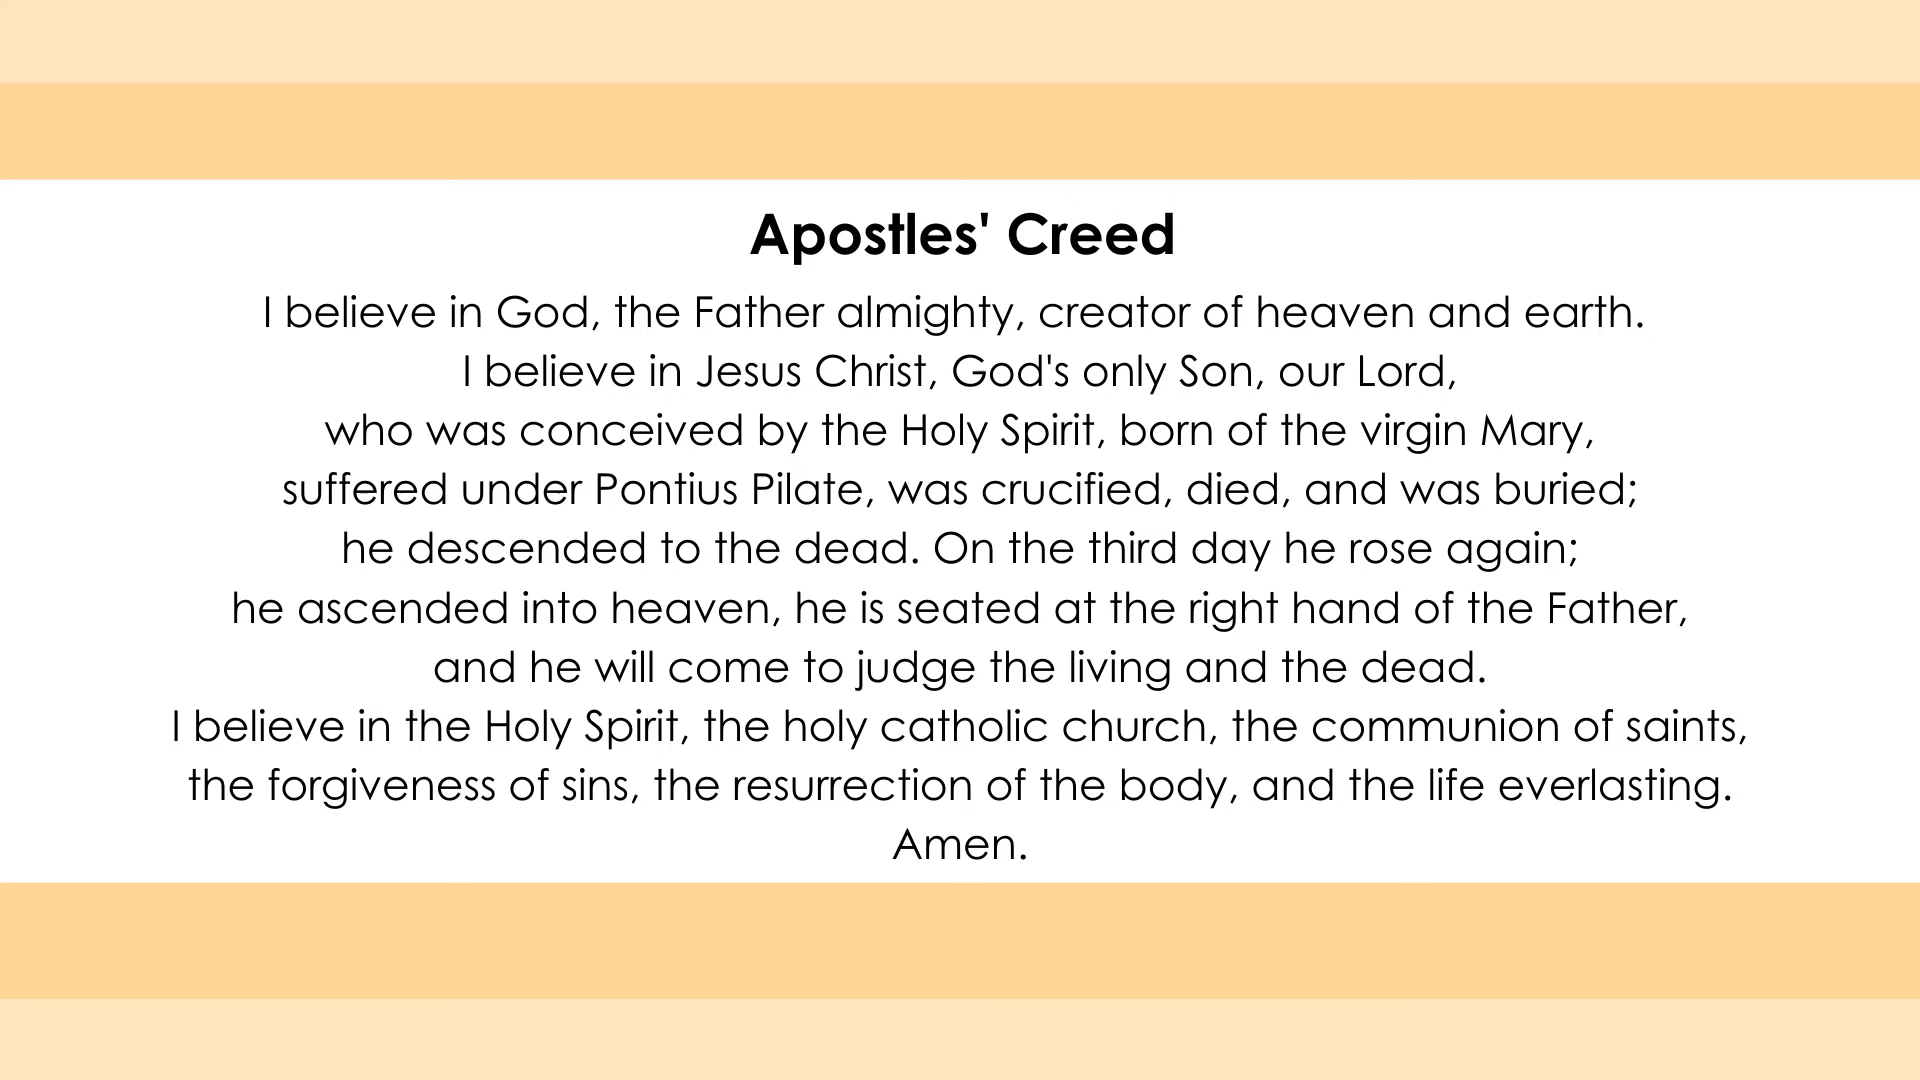 Apostles' Creed
I believe in God, the Father almighty, creator of heaven and earth.
I believe in Jesus Christ, God's only Son, our Lord,
who was conceived by the Holy Spirit, born of the virgin Mary,
suffered under Pontius Pilate, was crucified, died, and was buried;
he descended to the dead. On the third day he rose again;
he ascended into heaven, he is seated at the right hand of the Father,
and he will come to judge the living and the dead.
I believe in the Holy Spirit, the holy catholic church, the communion of saints,
the forgiveness of sins, the resurrection of the body, and the life everlasting.
Amen.